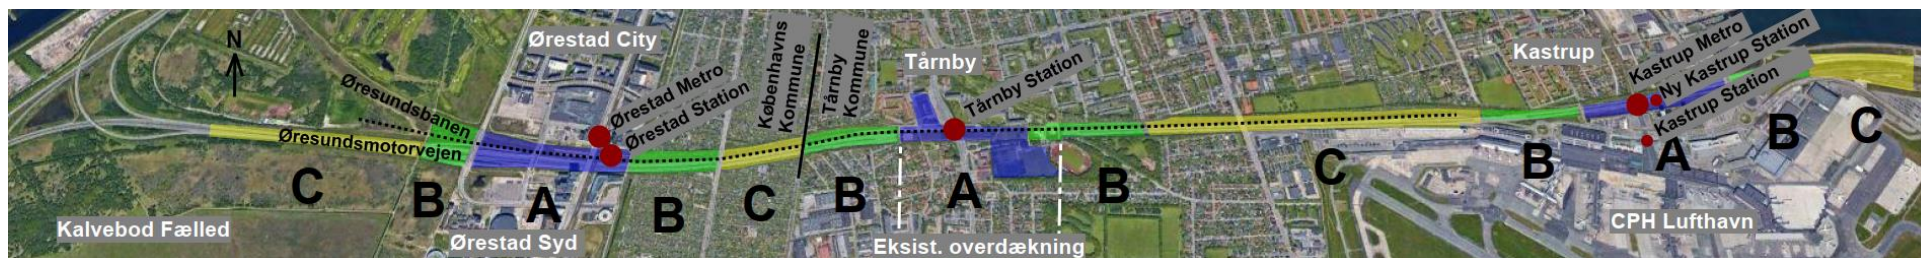 N
Ørestad City
Øresundsbanen
Øresundsmotorvejen
Ørestad Metro
Ørestad Station
Københavns
Kommune
Tårnby
Kommune
Tårnby
Tårnby Station
Kastrup
Kastrup Metro
Ny Kastrup Station
Kastrup Station
C
B
A
B
C
B
A
B
C
B
A
B
C
Kalvebod Fælled
Ørestad Syd
Eksist. overdækning
CPH Lufthavn